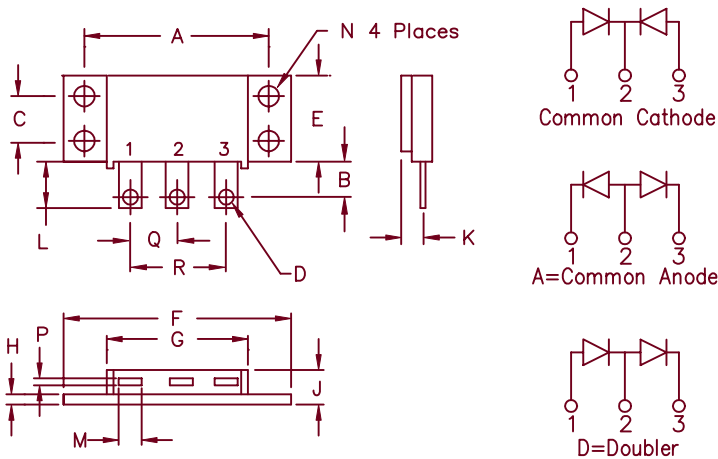 A
N 4 Places
C
E
1 2 3
B
L
Q
K
R
D
F
P
G
H
J
M
1 2 3
Common Cathode
1 2 3
A=Common Anode
1 2 3
D=Doubler